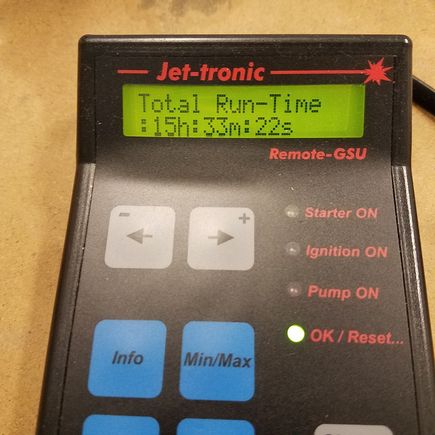 Jet-tronic
Total Run-Time
:15h:33m:22s
Remote-GSU
- +
Starter ON
Ignition ON
Pump ON
OK / Reset...
Info Min/Max